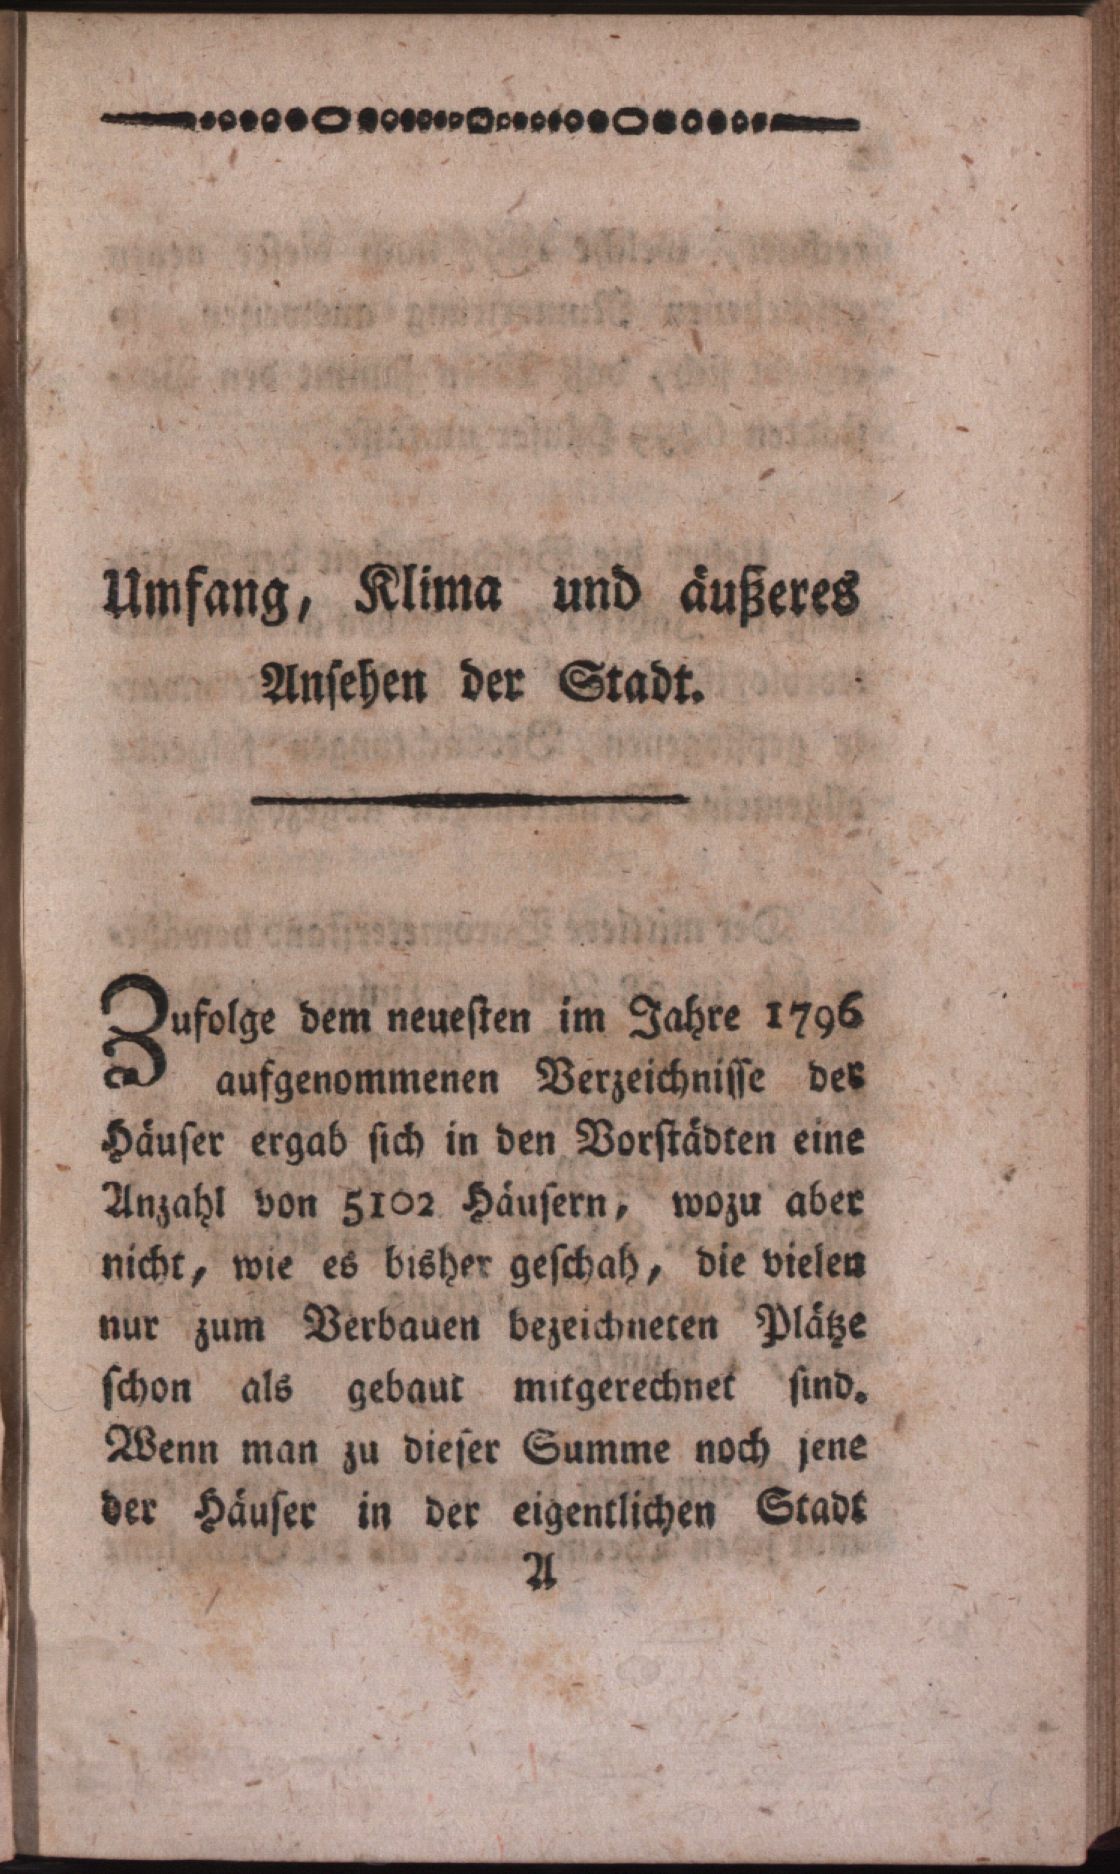 Umfang, Klima und äußeres
Ansehen der Stadt.
Zufolge dem neueſten im Jahre 1796
aufgenommenen Verzeichniſſe der
Häuſer ergab ſich in den Vorſtädten eine
Anzahl von 5102 Häuſern, wozu aber
nicht, wie es bisher geſchah, die vielen
nur zum Verbauen bezeichneten Plätze
ſchon als gebaut mitgerechnet ſind.
Wenn man zu dieſer Summe noch jene
der Häuſer in der eigentlichen Stadt
A